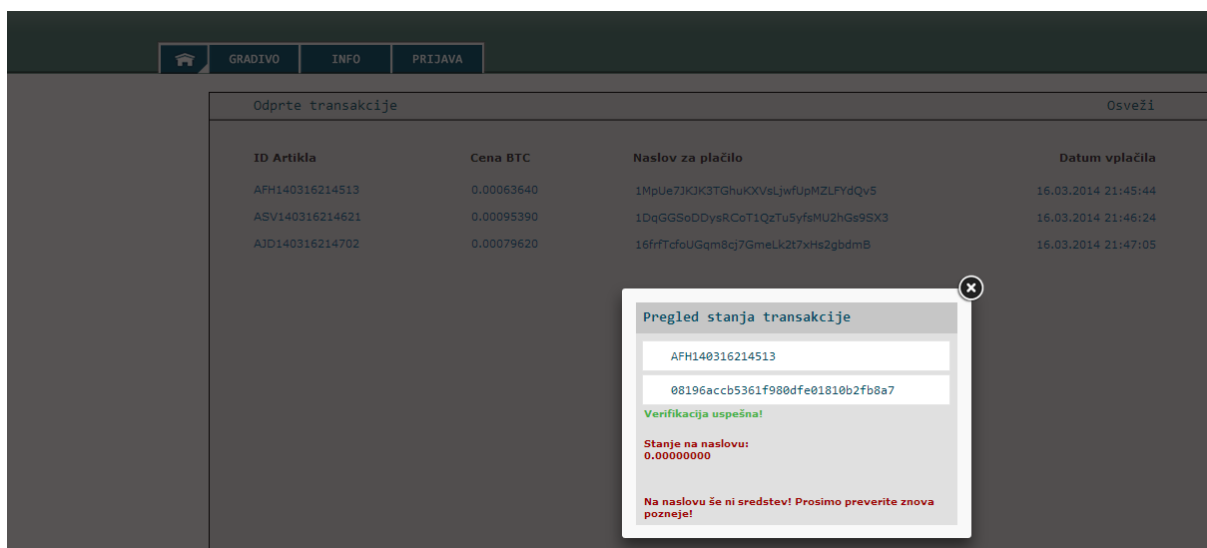 GRADIVO INFO PRIJAVA
Odprte transakcije Osveži
ID Artikla Cena BTC Naslov za plačilo Datum vplačila
AFH140316214513 0.00063640 1MpUe7JKJK3TGhuKXVsLjwfUpMZLFYdQv5 16.03.2014 21:45:44
ASV140316214621 0.00095390 1DqGGSoDDysRCoT1QzTu5yfsMU2hGs9SX3 16.03.2014 21:46:24
AJD140316214702 0.00079620 16frfTcfoUGqm8cj7GmeLk2t7xHs2gbdmB 16.03.2014 21:47:05
Pregled stanja transakcije
AFH140316214513
08196accb5361f980dfe01810b2fb8a7
Verifikacija uspešna!
Stanje na naslovu:
0.00000000
Na naslovu še ni sredstev! Prosimo preverite znova
pozneje!